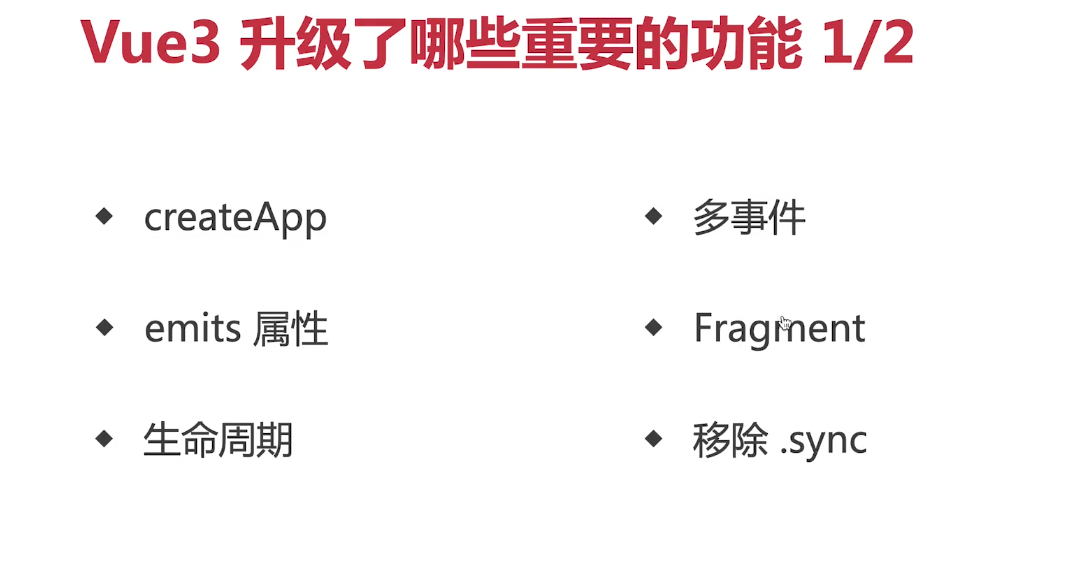 Vue3 升级了哪些重要的功能 1/2
createApp
emits 属性
生命周期
多事件
Fragment
移除 .sync